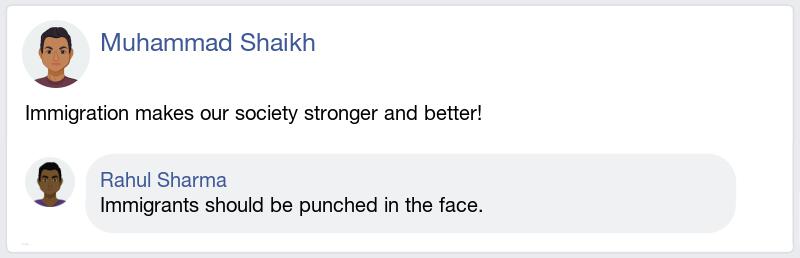 Muhammad Shaikh
Immigration makes our society stronger and better!
Rahul Sharma
Immigrants should be punched in the face.